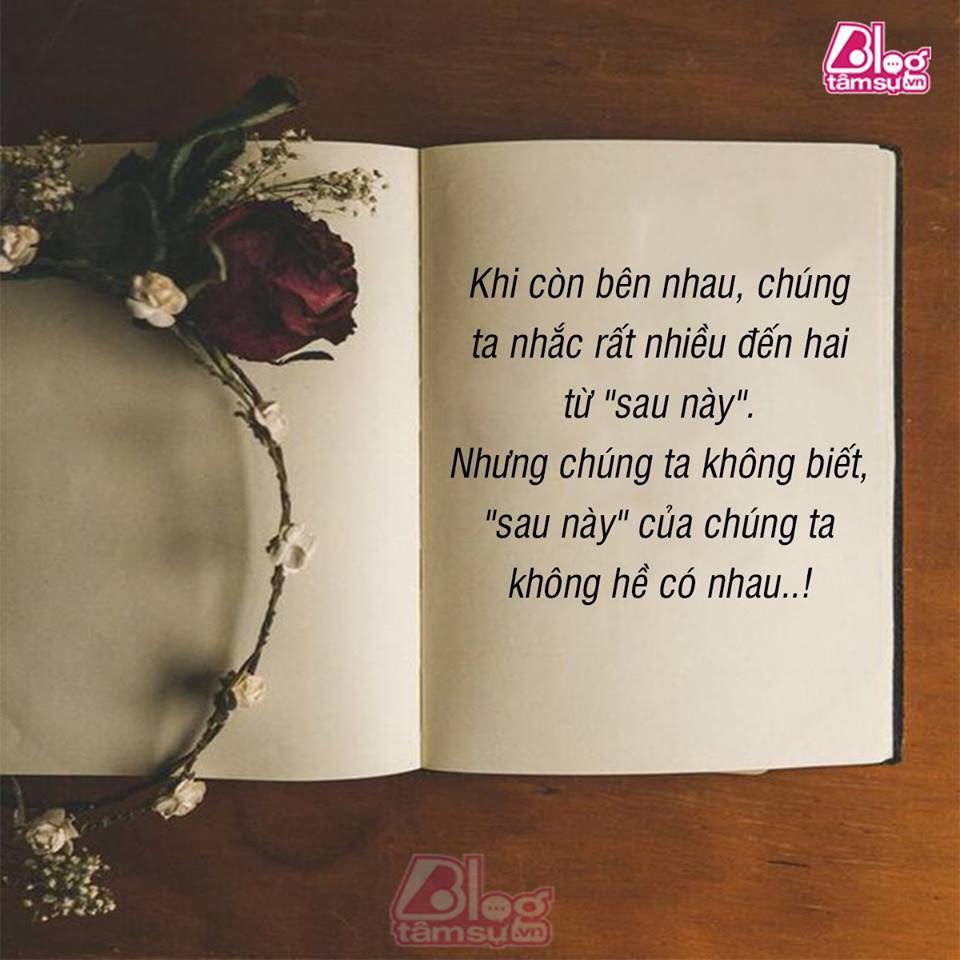 Blog
tâmsự.vn
Khi còn bên nhau, chúng
ta nhắc rất nhiều đến hai
từ "sau này".
Nhưng chúng ta không biết,
"sau này" của chúng ta
không hề có nhau..!
Blog
tâmsự.vn